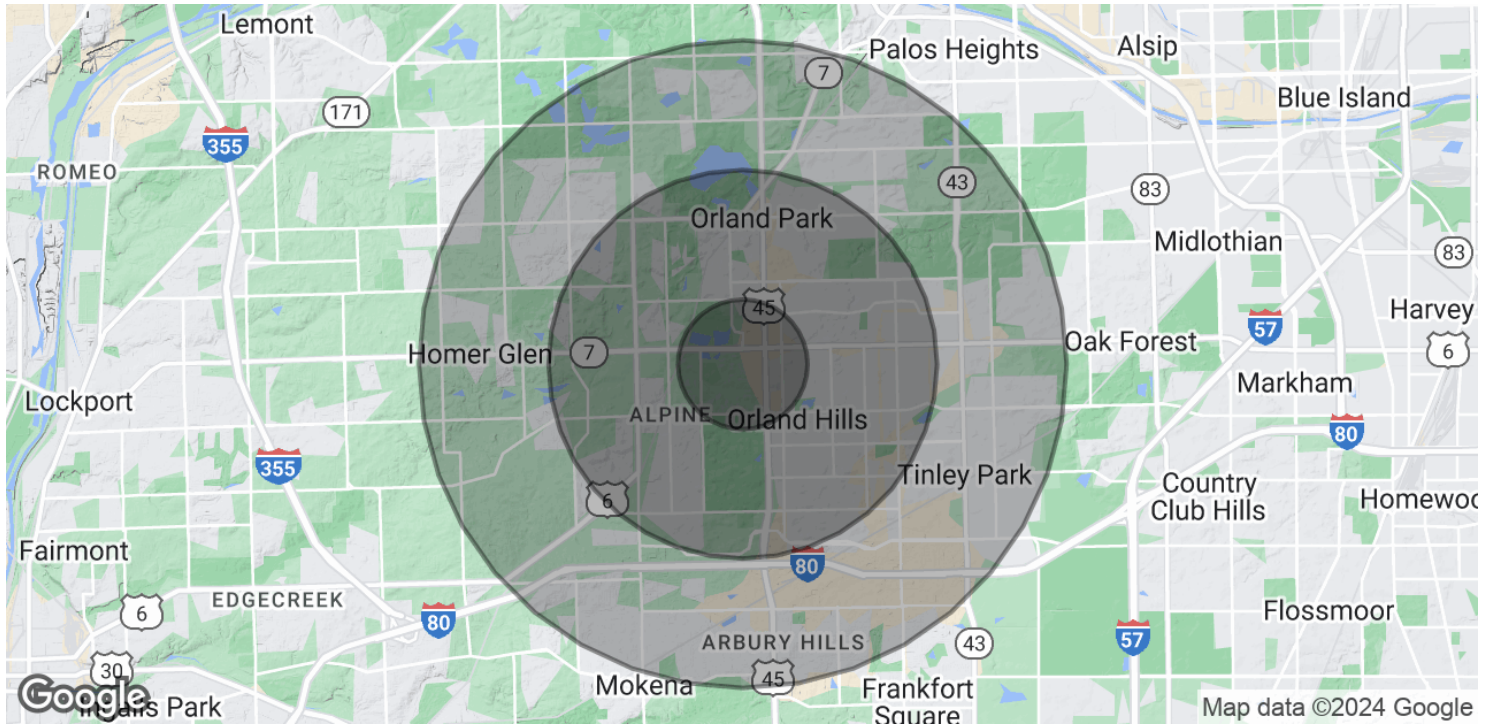 Lemont
Palos Heights
Alsip
7
171
Blue Island
355
ROMEO
43
83
Orland Park
Midlothian
83
45
Harvey
57
Homer Glen
7
Oak Forest
6
Markham
Lockport
ALPINE
Orland Hills
80
355
Tinley Park
Country
Club Hills
6
Homewoo
Fairmont
80
EDGECREEK
6
80
Flossmoor
ARBURY HILLS
43
57
30
Mokena
45
Frankfort
Square
Google
Ingalls Park
Map data ©2024 Google